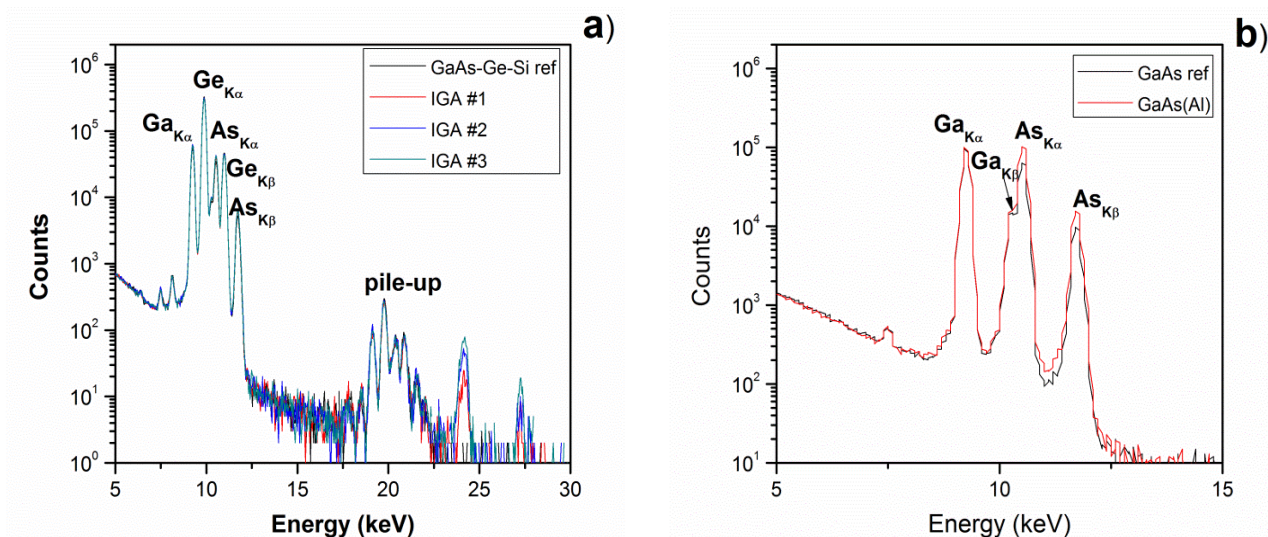 a)
GaAs-Ge-Si ref
IGA #1
IGA #2
IGA #3
Ge_Kα
Ga_Kα
As_Kα
Ge_Kβ
As_Kβ
pile-up
10^6
10^5
10^4
10^3
10^2
10^1
10^0
Counts
5 10 15 20 25 30
Energy (keV)
b)
GaAs ref
GaAs(Al)
Ga_Kα
As_Kα
Ga_Kβ
As_Kβ
10^6
10^5
10^4
10^3
10^2
10^1
Counts
5 10 15
Energy (keV)